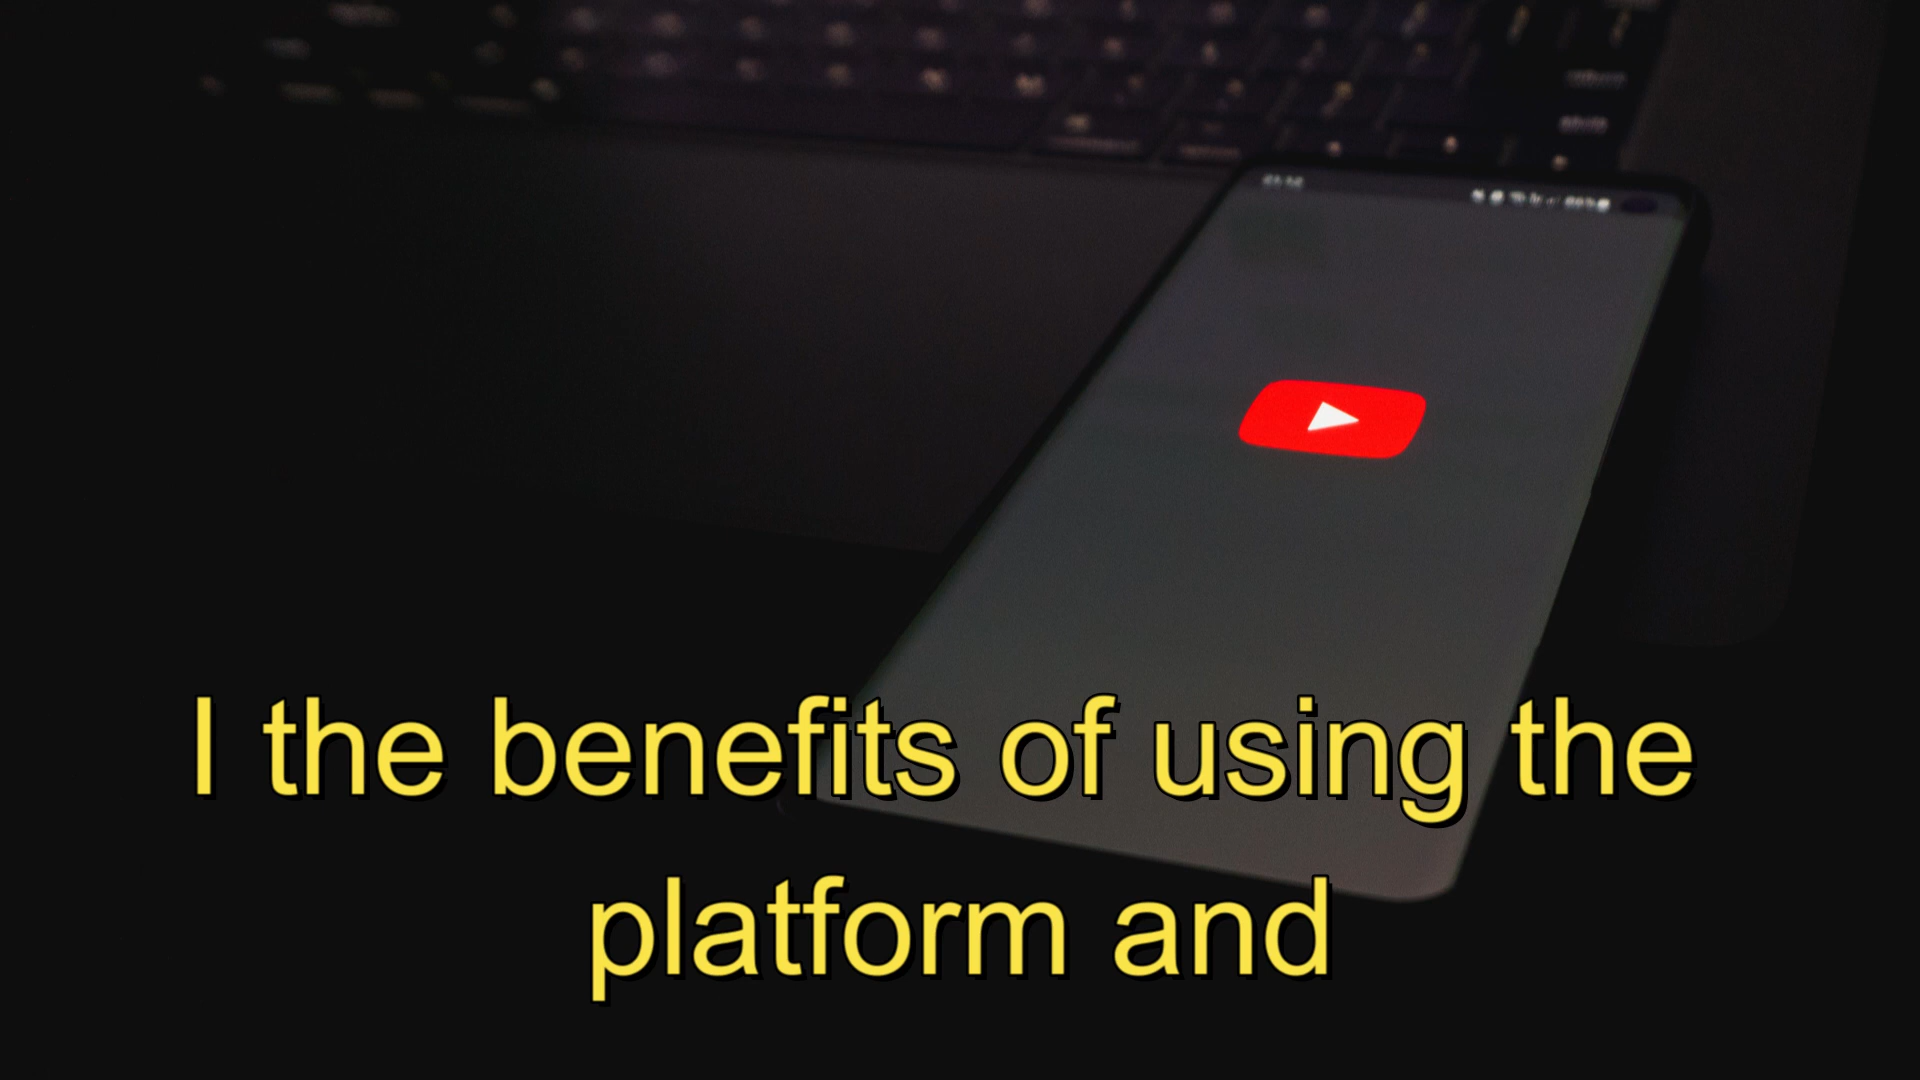 I the benefits of using the
platform and